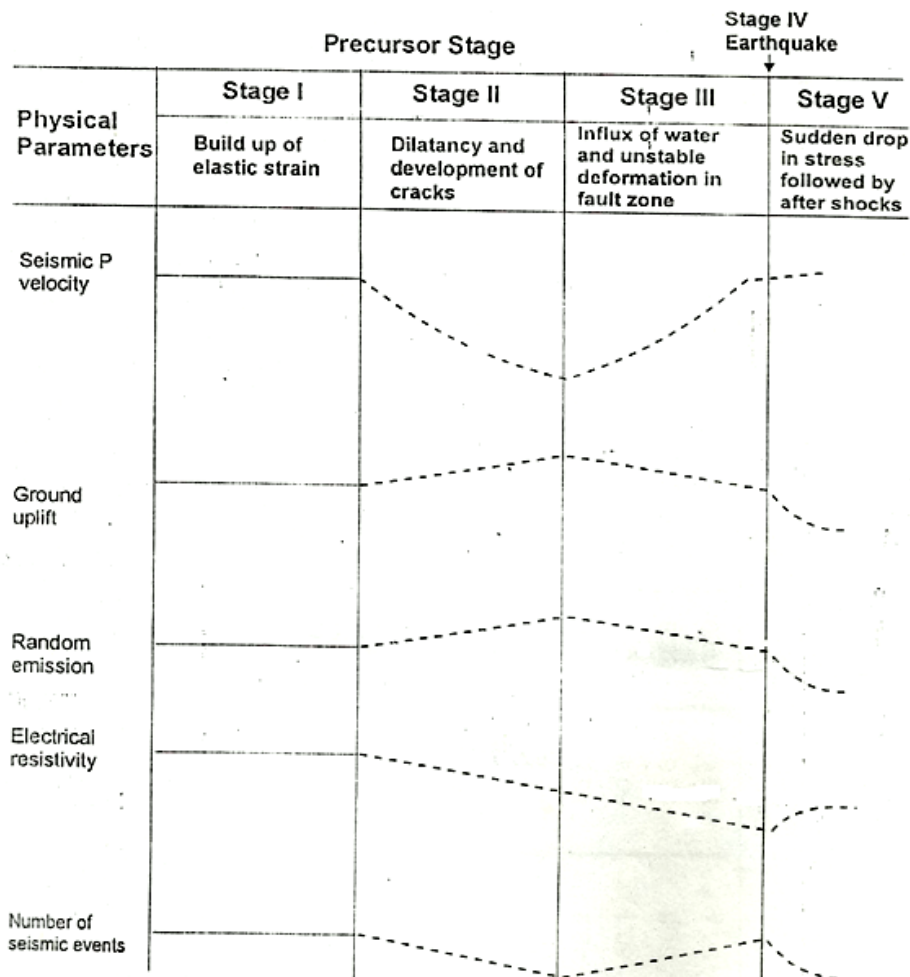 Stage IV
Earthquake
Precursor Stage
Stage I
Stage II
Stage III
Stage V
Physical
Parameters
Build up of
elastic strain
Dilatancy and
development of
cracks
Influx of water
and unstable
deformation in
fault zone
Sudden drop
in stress
followed by
after shocks
Seismic P
velocity
Ground
uplift
Random
emission
Electrical
resistivity
Number of
seismic events